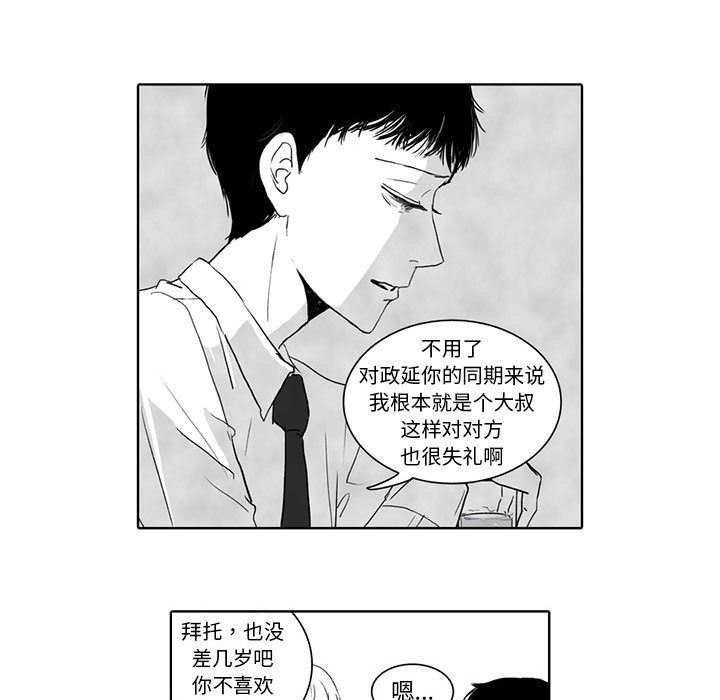 不用了
对政延你的同期来说
我根本就是个大叔
这样对对方
也很失礼啊
拜托，也没
差几岁吧
你不喜欢
嗯…